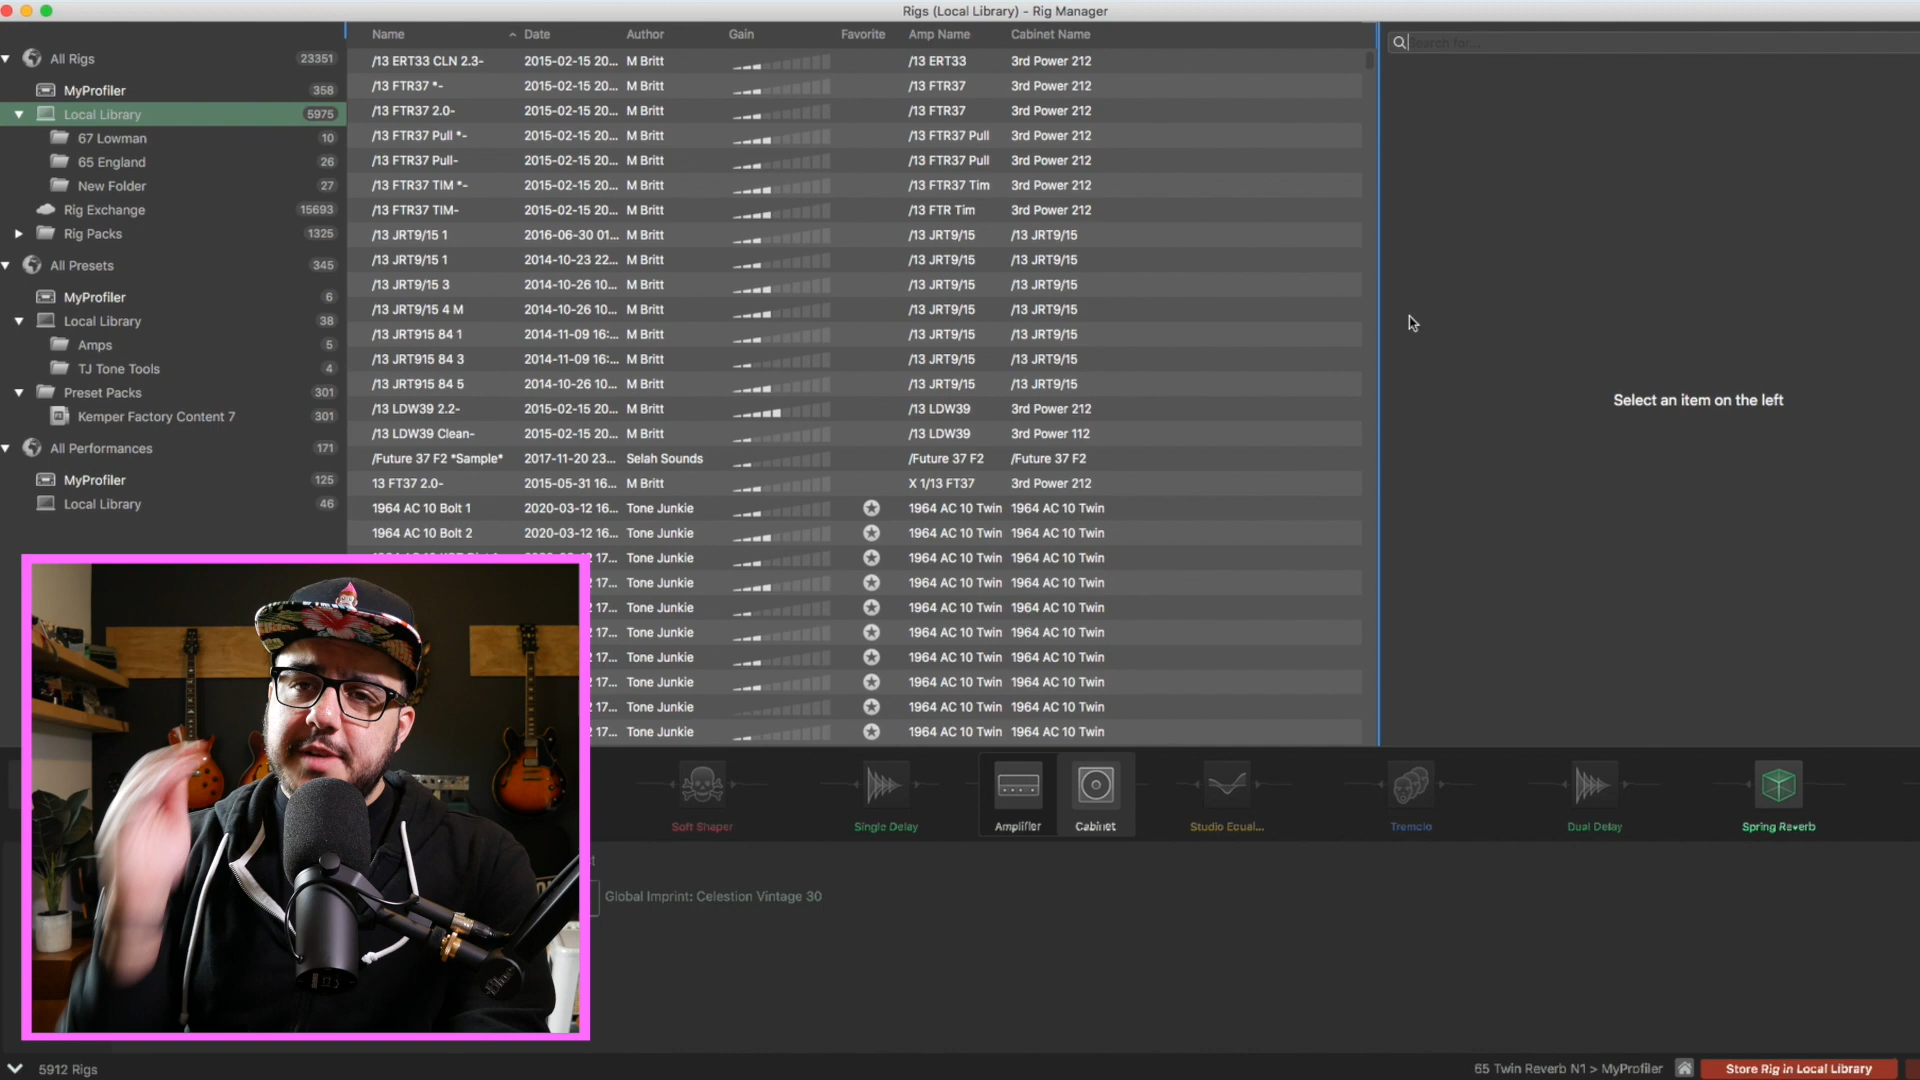 Rigs (Local Library) - Rig Manager
Name Date Author Gain Favorite Amp Name Cabinet Name
Search for...
All Rigs 23351
MyProfiler 358
Local Library 5975
67 Lowman 10
65 England 26
New Folder 27
Rig Exchange 15693
Rig Packs 1325
All Presets 345
MyProfiler 6
Local Library 38
Amps 5
TJ Tone Tools 4
Preset Packs 301
Kemper Factory Content 7 301
All Performances 171
MyProfiler 125
Local Library 46
/13 ERT33 CLN 2.3- 2015-02-15 20... M Britt /13 ERT33 3rd Power 212
/13 FTR37 *- 2015-02-15 20... M Britt /13 FTR37 3rd Power 212
/13 FTR37 2.0- 2015-02-15 20... M Britt /13 FTR37 3rd Power 212
/13 FTR37 Pull *- 2015-02-15 20... M Britt /13 FTR37 Pull 3rd Power 212
/13 FTR37 Pull- 2015-02-15 20... M Britt /13 FTR37 Pull 3rd Power 212
/13 FTR37 TIM *- 2015-02-15 20... M Britt /13 FTR37 Tim 3rd Power 212
/13 FTR37 TIM- 2015-02-15 20... M Britt /13 FTR Tim 3rd Power 212
/13 JRT9/15 1 2016-06-30 01... M Britt /13 JRT9/15 /13 JRT9/15
/13 JRT9/15 1 2014-10-23 22... M Britt /13 JRT9/15 /13 JRT9/15
/13 JRT9/15 3 2014-10-26 10... M Britt /13 JRT9/15 /13 JRT9/15
/13 JRT9/15 4 M 2014-10-26 10... M Britt /13 JRT9/15 /13 JRT9/15
/13 JRT915 84 1 2014-11-09 16:... M Britt /13 JRT9/15 /13 JRT9/15
/13 JRT915 84 3 2014-11-09 16:... M Britt /13 JRT9/15 /13 JRT9/15
/13 JRT915 84 5 2014-10-26 10... M Britt /13 JRT9/15 /13 JRT9/15
/13 LDW39 2.2- 2015-02-15 20... M Britt /13 LDW39 3rd Power 212
/13 LDW39 Clean- 2015-02-15 20... M Britt /13 LDW39 3rd Power 112
/Future 37 F2 *Sample* 2017-11-20 23... Selah Sounds /Future 37 F2 /Future 37 F2
13 FT37 2.0- 2015-05-31 16... M Britt X 1/13 FT37 3rd Power 212
1964 AC 10 Bolt 1 2020-03-12 16... Tone Junkie 1964 AC 10 Twin 1964 AC 10 Twin
1964 AC 10 Bolt 2 2020-03-12 16... Tone Junkie 1964 AC 10 Twin 1964 AC 10 Twin
17... Tone Junkie 1964 AC 10 Twin 1964 AC 10 Twin
17... Tone Junkie 1964 AC 10 Twin 1964 AC 10 Twin
17... Tone Junkie 1964 AC 10 Twin 1964 AC 10 Twin
17... Tone Junkie 1964 AC 10 Twin 1964 AC 10 Twin
17... Tone Junkie 1964 AC 10 Twin 1964 AC 10 Twin
17... Tone Junkie 1964 AC 10 Twin 1964 AC 10 Twin
17... Tone Junkie 1964 AC 10 Twin 1964 AC 10 Twin
17... Tone Junkie 1964 AC 10 Twin 1964 AC 10 Twin
Select an item on the left
Soft Shaper Single Delay Amplifier Cabinet Studio Equal... Tremolo Dual Delay Spring Reverb
Global Imprint: Celestion Vintage 30
5912 Rigs
65 Twin Reverb N1 > MyProfiler
Store Rig in Local Library